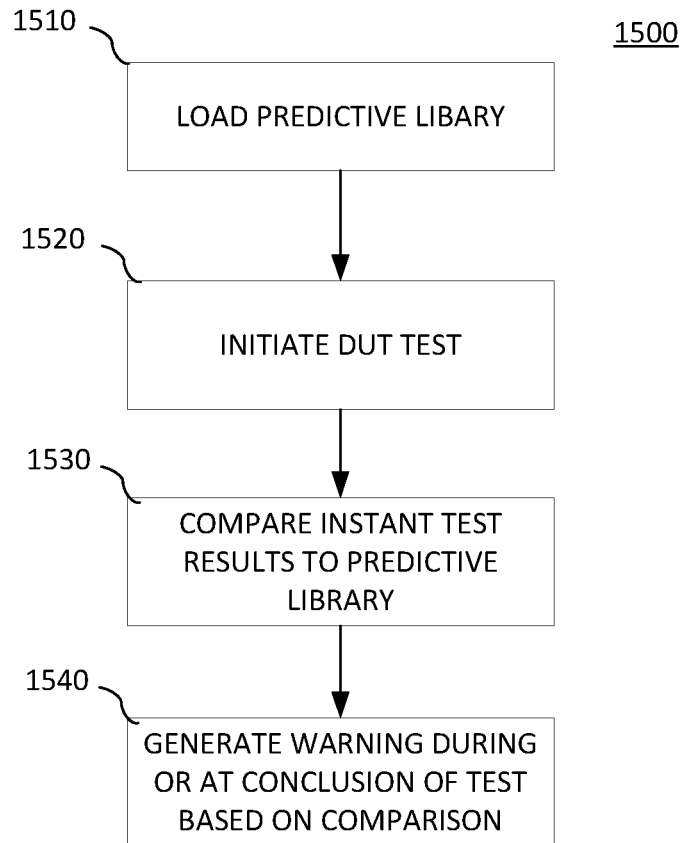 1510
1500
LOAD PREDICTIVE LIBARY
1520
INITIATE DUT TEST
1530
COMPARE INSTANT TEST
RESULTS TO PREDICTIVE
LIBRARY
1540
GENERATE WARNING DURING
OR AT CONCLUSION OF TEST
BASED ON COMPARISON